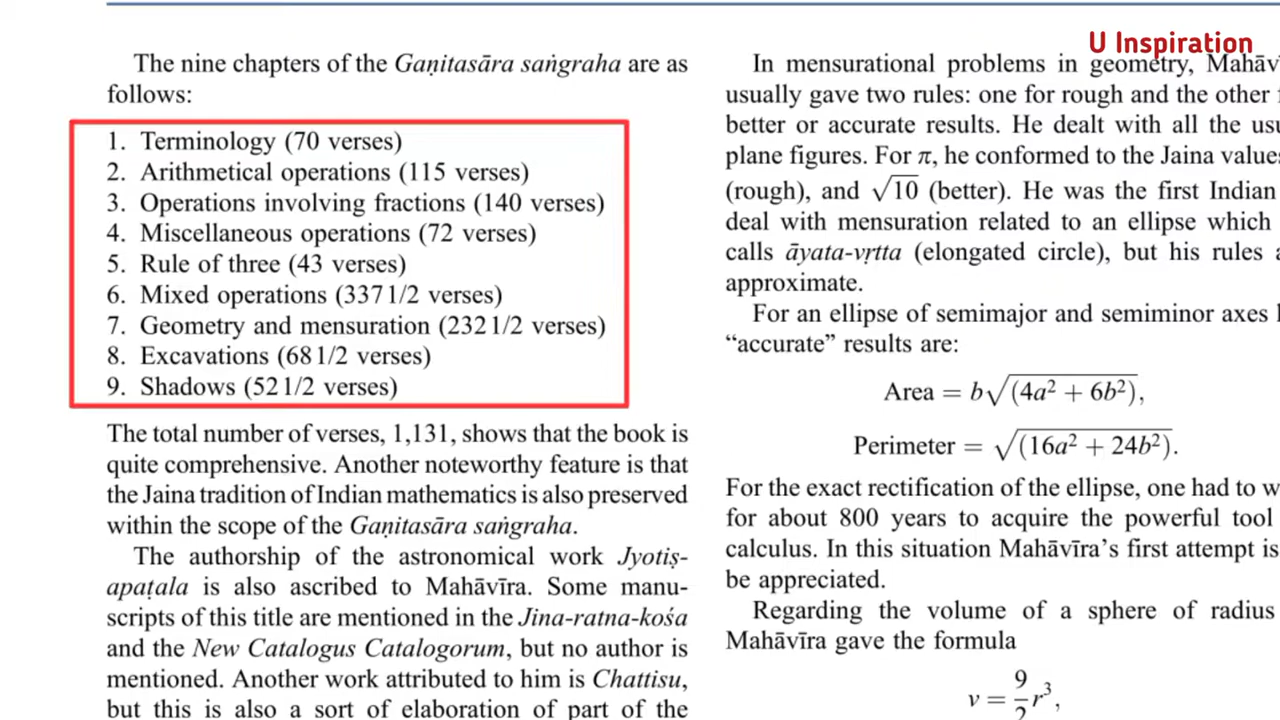 U Inspiration
The nine chapters of the Gaṇitasāra saṅgraha are as
follows:
1. Terminology (70 verses)
2. Arithmetical operations (115 verses)
3. Operations involving fractions (140 verses)
4. Miscellaneous operations (72 verses)
5. Rule of three (43 verses)
6. Mixed operations (337 1/2 verses)
7. Geometry and mensuration (232 1/2 verses)
8. Excavations (68 1/2 verses)
9. Shadows (52 1/2 verses)
The total number of verses, 1,131, shows that the book is
quite comprehensive. Another noteworthy feature is that
the Jaina tradition of Indian mathematics is also preserved
within the scope of the Gaṇitasāra saṅgraha.
The authorship of the astronomical work Jyotiṣ-
apaṭala is also ascribed to Mahāvīra. Some manu-
scripts of this title are mentioned in the Jina-ratna-kośa
and the New Catalogus Catalogorum, but no author is
mentioned. Another work attributed to him is Chattisu,
but this is also a sort of elaboration of part of the
In mensurational problems in geometry, Mahāv
usually gave two rules: one for rough and the other
better or accurate results. He dealt with all the usu
plane figures. For π, he conformed to the Jaina values
(rough), and √10 (better). He was the first Indian
deal with mensuration related to an ellipse which
calls āyata-vṛtta (elongated circle), but his rules a
approximate.
For an ellipse of semimajor and semiminor axes
“accurate” results are:
Area = b√(4a² + 6b²),
Perimeter = √(16a² + 24b²).
For the exact rectification of the ellipse, one had to w
for about 800 years to acquire the powerful tool
calculus. In this situation Mahāvīra’s first attempt is
be appreciated.
Regarding the volume of a sphere of radius
Mahāvīra gave the formula
v = 9/2 r³,